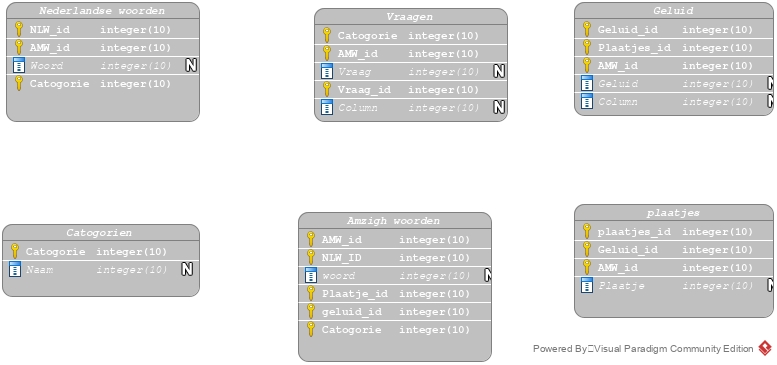 Nederlandse woorden
NLW_id integer(10)
AMW_id integer(10)
Woord integer(10) N
Catogorie integer(10)
Vraagen
Catogorie integer(10)
AMW_id integer(10)
Vraag integer(10) N
Vraag_id integer(10)
Column integer(10) N
Geluid
Geluid_id integer(10)
Plaatjes_id integer(10)
AMW_id integer(10)
Geluid integer(10) N
Column integer(10) N
Catogorien
Catogorie integer(10)
Naam integer(10) N
Amzigh woorden
AMW_id integer(10)
NLW_ID integer(10)
woord integer(10) N
Plaatje_id integer(10)
geluid_id integer(10)
Catogorie integer(10)
plaatjes
plaatjes_id integer(10)
Geluid_id integer(10)
AMW_id integer(10)
Plaatje integer(10) N
Powered By Visual Paradigm Community Edition